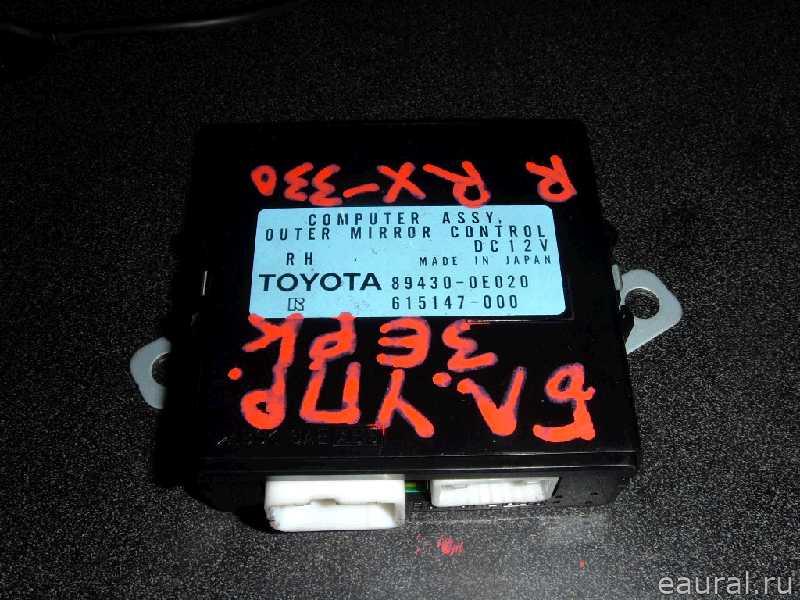 R RX-330
COMPUTER ASSY,
OUTER MIRROR CONTROL
DC12V
RH MADE IN JAPAN
TOYOTA 89430-0E020
615147-000
БЛ. УПР.
ЗЕРК
eaural.ru